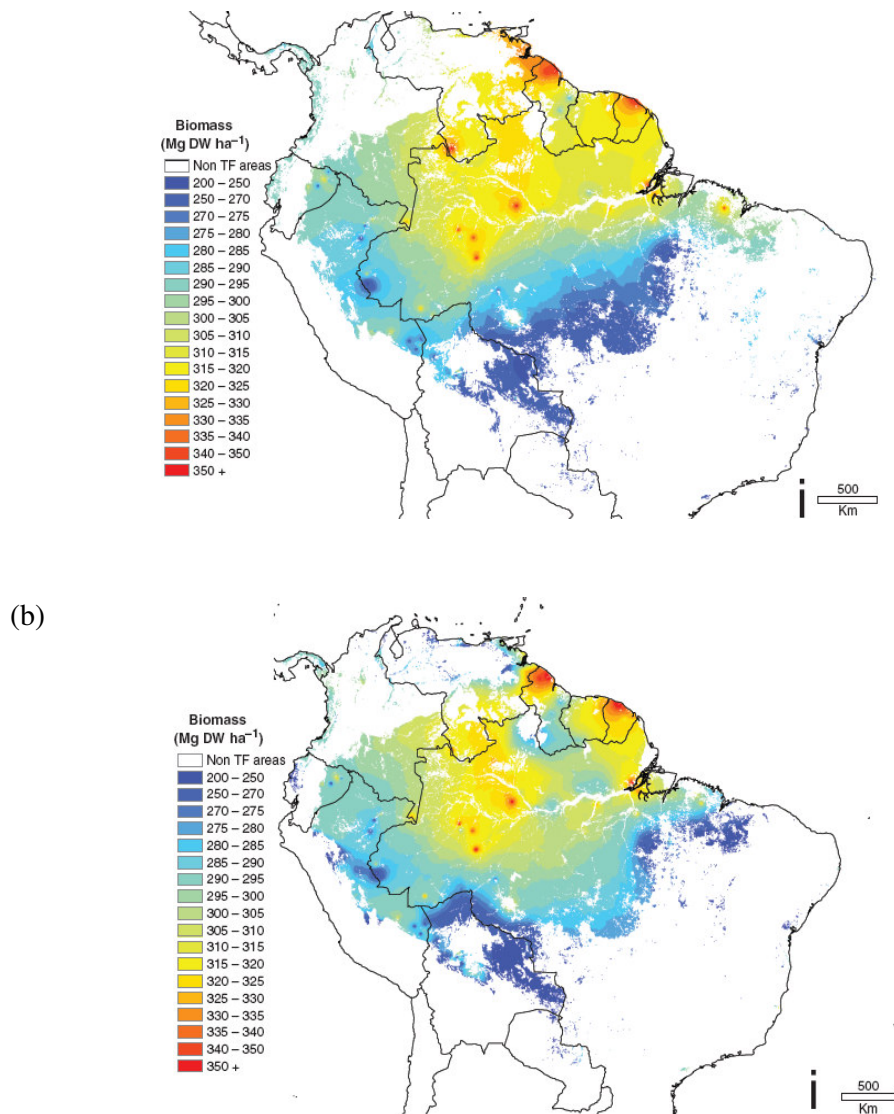 Biomass
(Mg DW ha⁻¹)
Non TF areas
200 – 250
250 – 270
270 – 275
275 – 280
280 – 285
285 – 290
290 – 295
295 – 300
300 – 305
305 – 310
310 – 315
315 – 320
320 – 325
325 – 330
330 – 335
335 – 340
340 – 350
350 +
500
Km
(b)
Biomass
(Mg DW ha⁻¹)
Non TF areas
200 – 250
250 – 270
270 – 275
275 – 280
280 – 285
285 – 290
290 – 295
295 – 300
300 – 305
305 – 310
310 – 315
315 – 320
320 – 325
325 – 330
330 – 335
335 – 340
340 – 350
350 +
500
Km